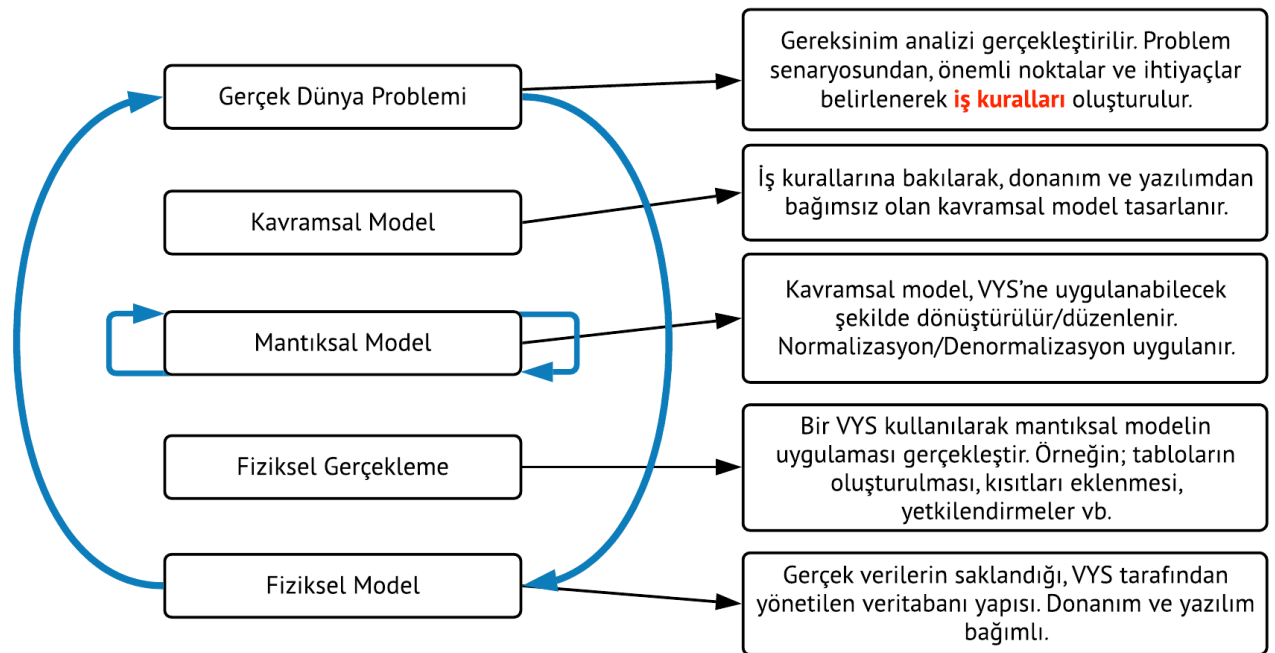 Gerçek Dünya Problemi
Gereksinim analizi gerçekleştirilir. Problem
senaryosundan, önemli noktalar ve ihtiyaçlar
belirlenerek iş kuralları oluşturulur.
Kavramsal Model
İş kurallarına bakılarak, donanım ve yazılımdan
bağımsız olan kavramsal model tasarlanır.
Mantıksal Model
Kavramsal model, VYS’ne uygulanabilecek
şekilde dönüştürülür/düzenlenir.
Normalizasyon/Denormalizasyon uygulanır.
Fiziksel Gerçekleme
Bir VYS kullanılarak mantıksal modelin
uygulaması gerçekleştir. Örneğin; tabloların
oluşturulması, kısıtları eklenmesi,
yetkilendirmeler vb.
Fiziksel Model
Gerçek verilerin saklandığı, VYS tarafından
yönetilen veritabanı yapısı. Donanım ve yazılım
bağımlı.